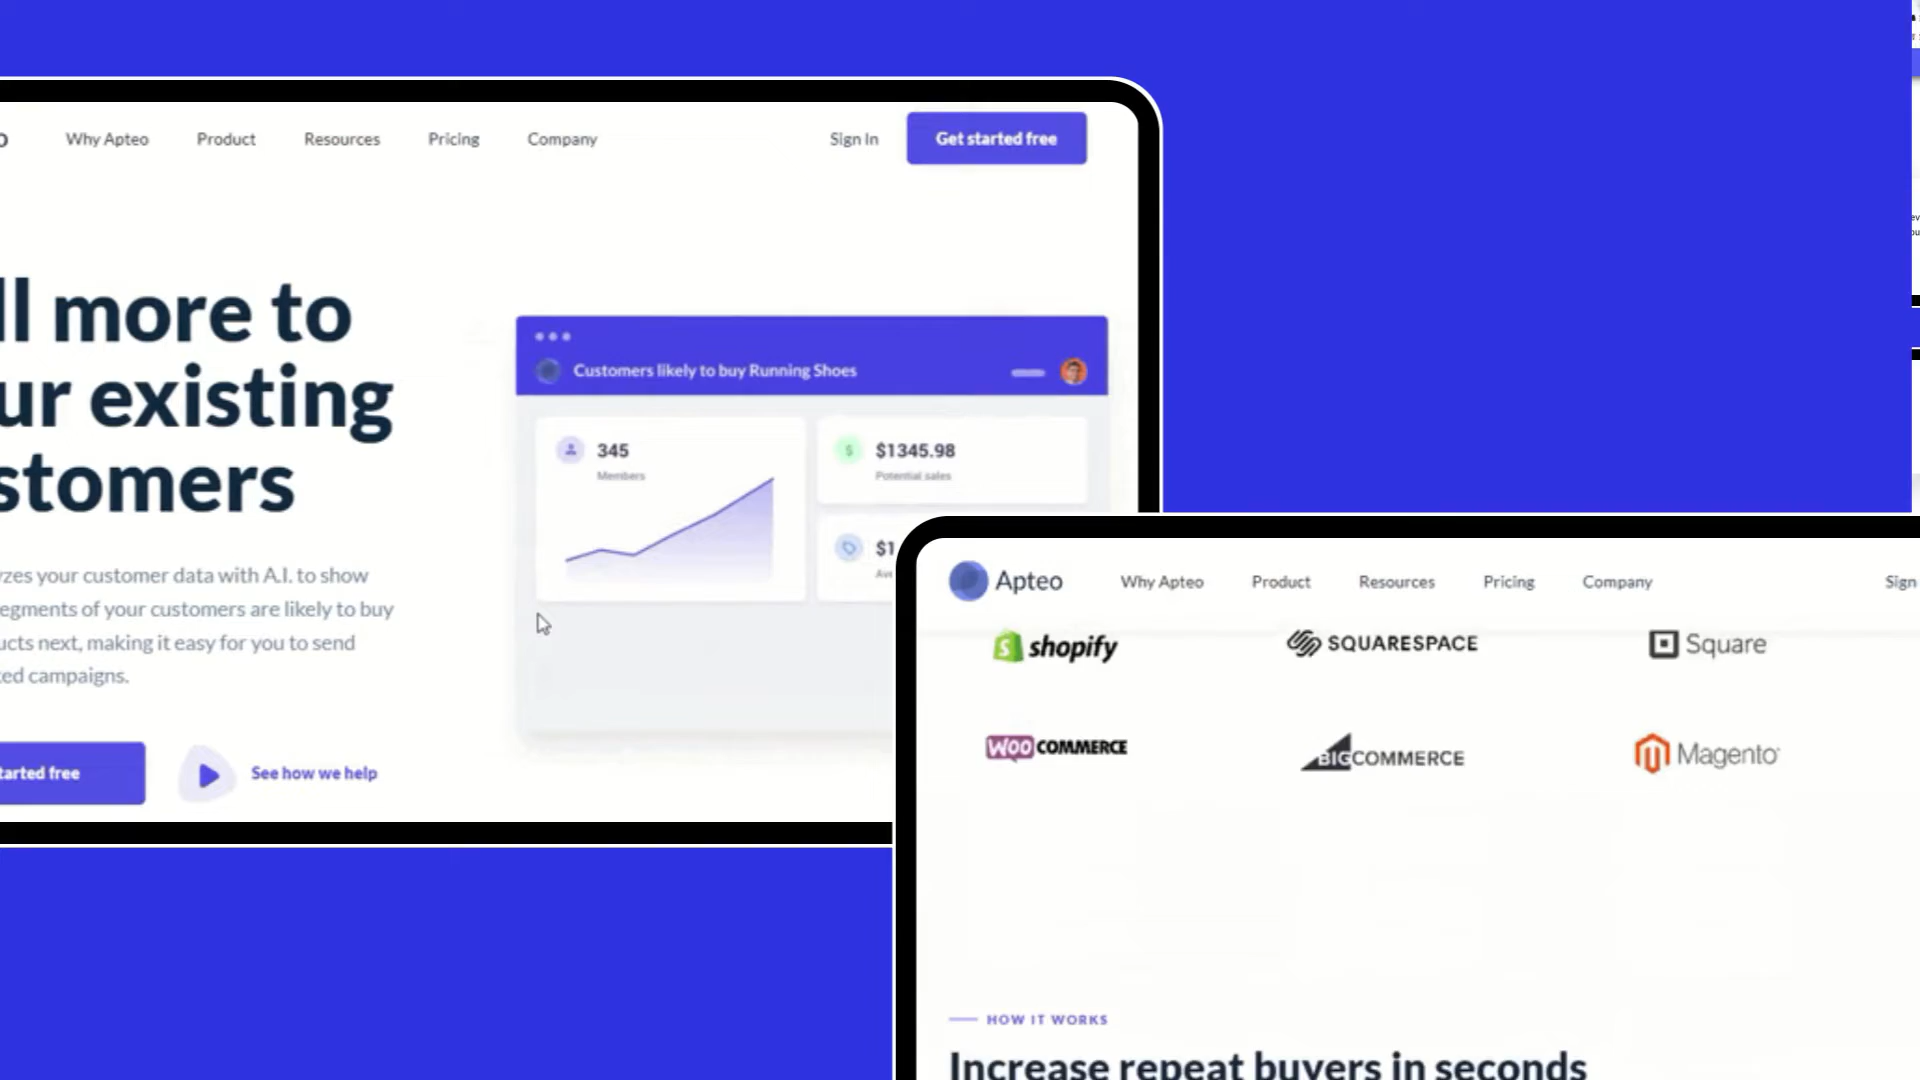 Why Apteo Product Resources Pricing Company Sign In Get started free
ll more to
ur existing
stomers
zes your customer data with A.I. to show
egments of your customers are likely to buy
ucts next, making it easy for you to send
ed campaigns.
tarted free
See how we help
Customers likely to buy Running Shoes
345
Members
$1345.98
Potential sales
$1
Ave
Apteo Why Apteo Product Resources Pricing Company Sign
shopify
SQUARESPACE
Square
WOO COMMERCE
BIGCOMMERCE
Magento
HOW IT WORKS
Increase repeat buyers in seconds